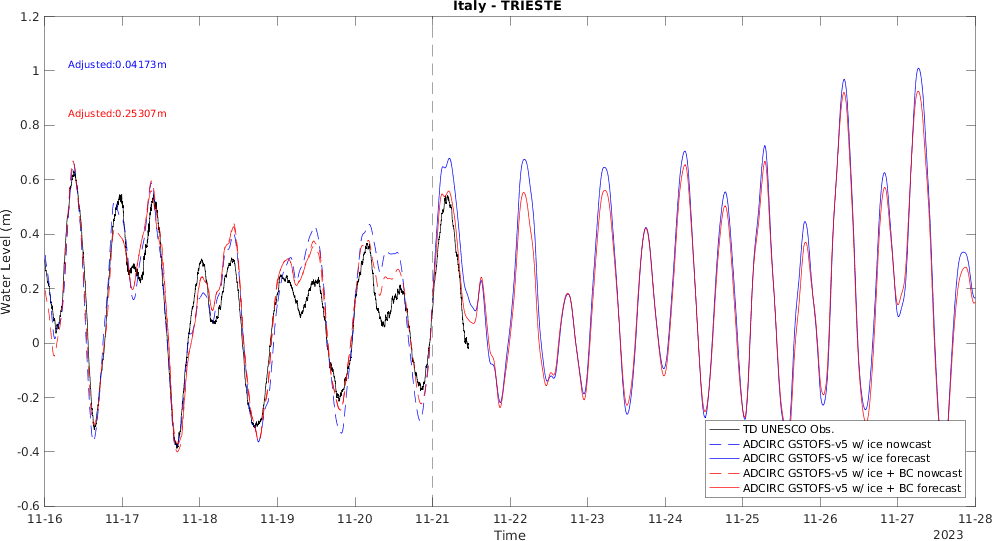 Italy - TRIESTE
1.2
1
0.8
0.6
0.4
0.2
0
-0.2
-0.4
-0.6
Water Level (m)
Adjusted:0.04173m
Adjusted:0.25307m
TD UNESCO Obs.
ADCIRC GSTOFS-v5 w/ ice nowcast
ADCIRC GSTOFS-v5 w/ ice forecast
ADCIRC GSTOFS-v5 w/ ice + BC nowcast
ADCIRC GSTOFS-v5 w/ ice + BC forecast
11-16 11-17 11-18 11-19 11-20 11-21 11-22 11-23 11-24 11-25 11-26 11-27 11-28
Time
2023